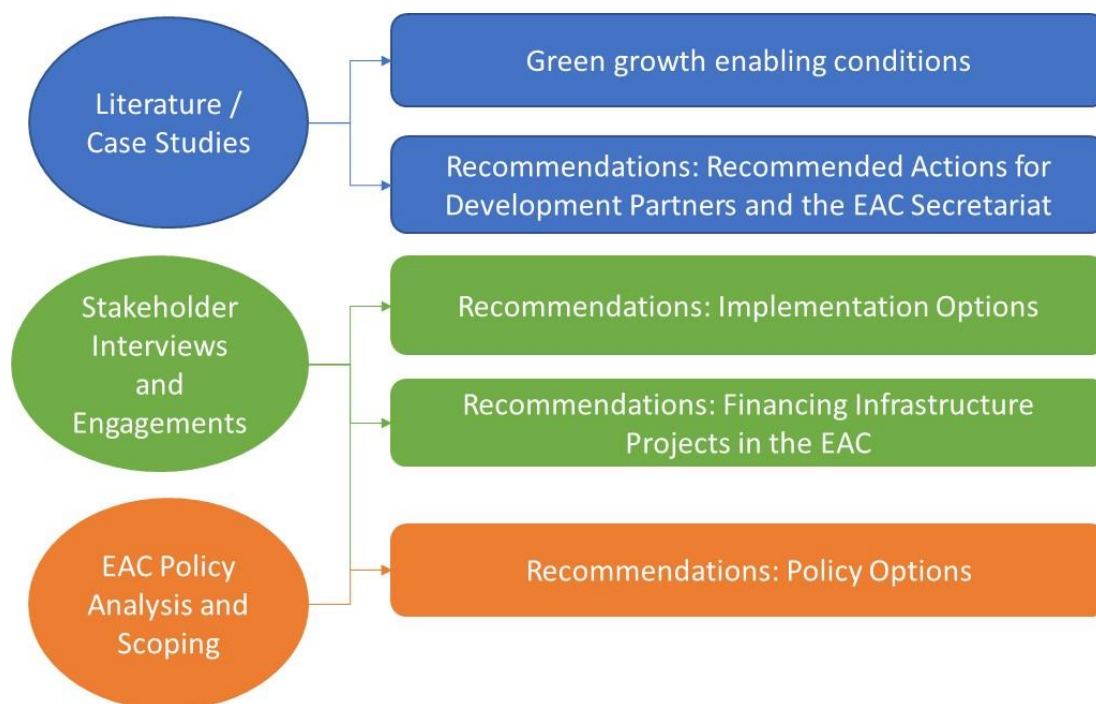 Literature /
Case Studies
Green growth enabling conditions
Recommendations: Recommended Actions for
Development Partners and the EAC Secretariat
Stakeholder
Interviews
and
Engagements
Recommendations: Implementation Options
Recommendations: Financing Infrastructure
Projects in the EAC
EAC Policy
Analysis and
Scoping
Recommendations: Policy Options